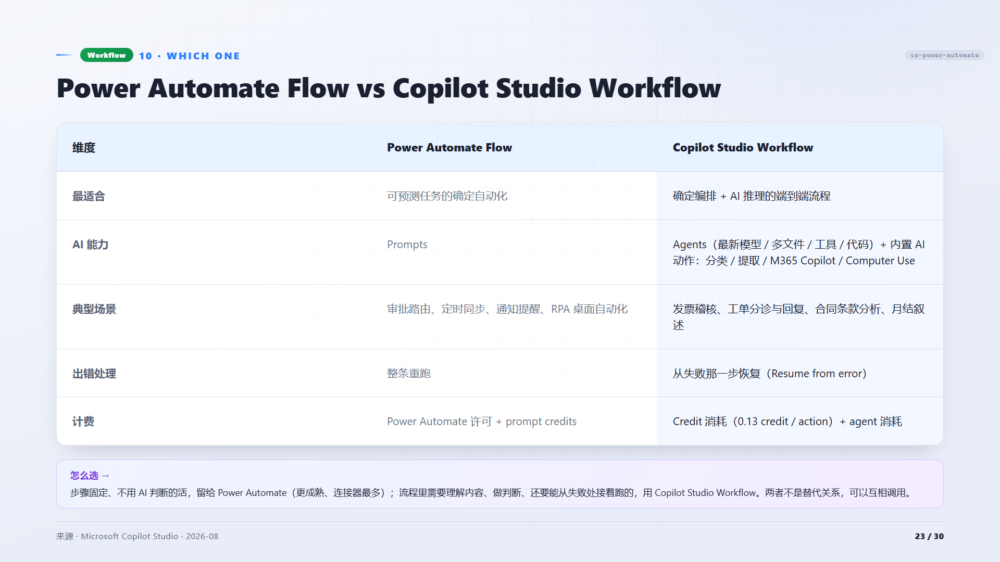 Workflow
10 · WHICH ONE
vs-power-automate
Power Automate Flow vs Copilot Studio Workflow
维度
Power Automate Flow
Copilot Studio Workflow
最适合
可预测任务的确定自动化
确定编排 + AI 推理的端到端流程
AI 能力
Prompts
Agents（最新模型 / 多文件 / 工具 / 代码）+ 内置 AI
动作：分类 / 提取 / M365 Copilot / Computer Use
典型场景
审批路由、定时同步、通知提醒、RPA 桌面自动化
发票稽核、工单分诊与回复、合同条款分析、月结叙
述
出错处理
整条重跑
从失败那一步恢复（Resume from error）
计费
Power Automate 许可 + prompt credits
Credit 消耗（0.13 credit / action）+ agent 消耗
怎么选 →
步骤固定、不用 AI 判断的活，留给 Power Automate（更成熟、连接器最多）；流程里需要理解内容、做判断、还要能从失败处接着跑的，用 Copilot Studio Workflow。两者不是替代关系，可以互相调用。
来源 · Microsoft Copilot Studio · 2026-08
23 / 30